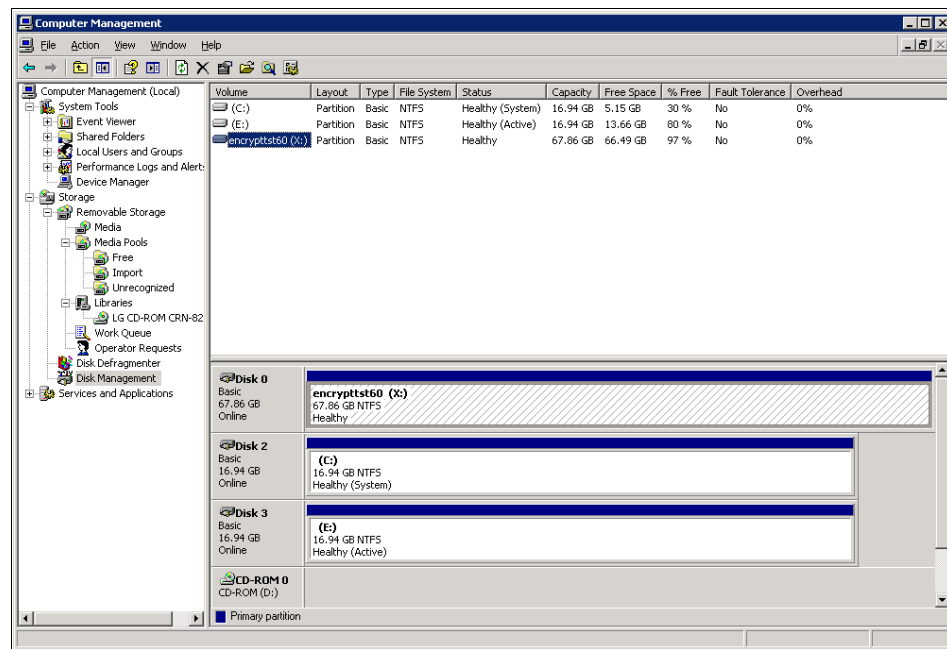 Computer Management
File Action View Window Help
Computer Management (Local)
System Tools
Event Viewer
Shared Folders
Local Users and Groups
Performance Logs and Alert:
Device Manager
Storage
Removable Storage
Media
Media Pools
Free
Import
Unrecognized
Libraries
LG CD-ROM CRN-82
Work Queue
Operator Requests
Disk Defragmenter
Disk Management
Services and Applications
Volume Layout Type File System Status Capacity Free Space % Free Fault Tolerance Overhead
(C:) Partition Basic NTFS Healthy (System) 16.94 GB 5.15 GB 30 % No 0%
(E:) Partition Basic NTFS Healthy (Active) 16.94 GB 13.66 GB 80 % No 0%
encrypttst60 (X:) Partition Basic NTFS Healthy 67.86 GB 66.49 GB 97 % No 0%
Disk 0
Basic
67.86 GB
Online
encrypttst60 (X:)
67.86 GB NTFS
Healthy
Disk 2
Basic
16.94 GB
Online
(C:)
16.94 GB NTFS
Healthy (System)
Disk 3
Basic
16.94 GB
Online
(E:)
16.94 GB NTFS
Healthy (Active)
CD-ROM 0
CD-ROM (D:)
Primary partition